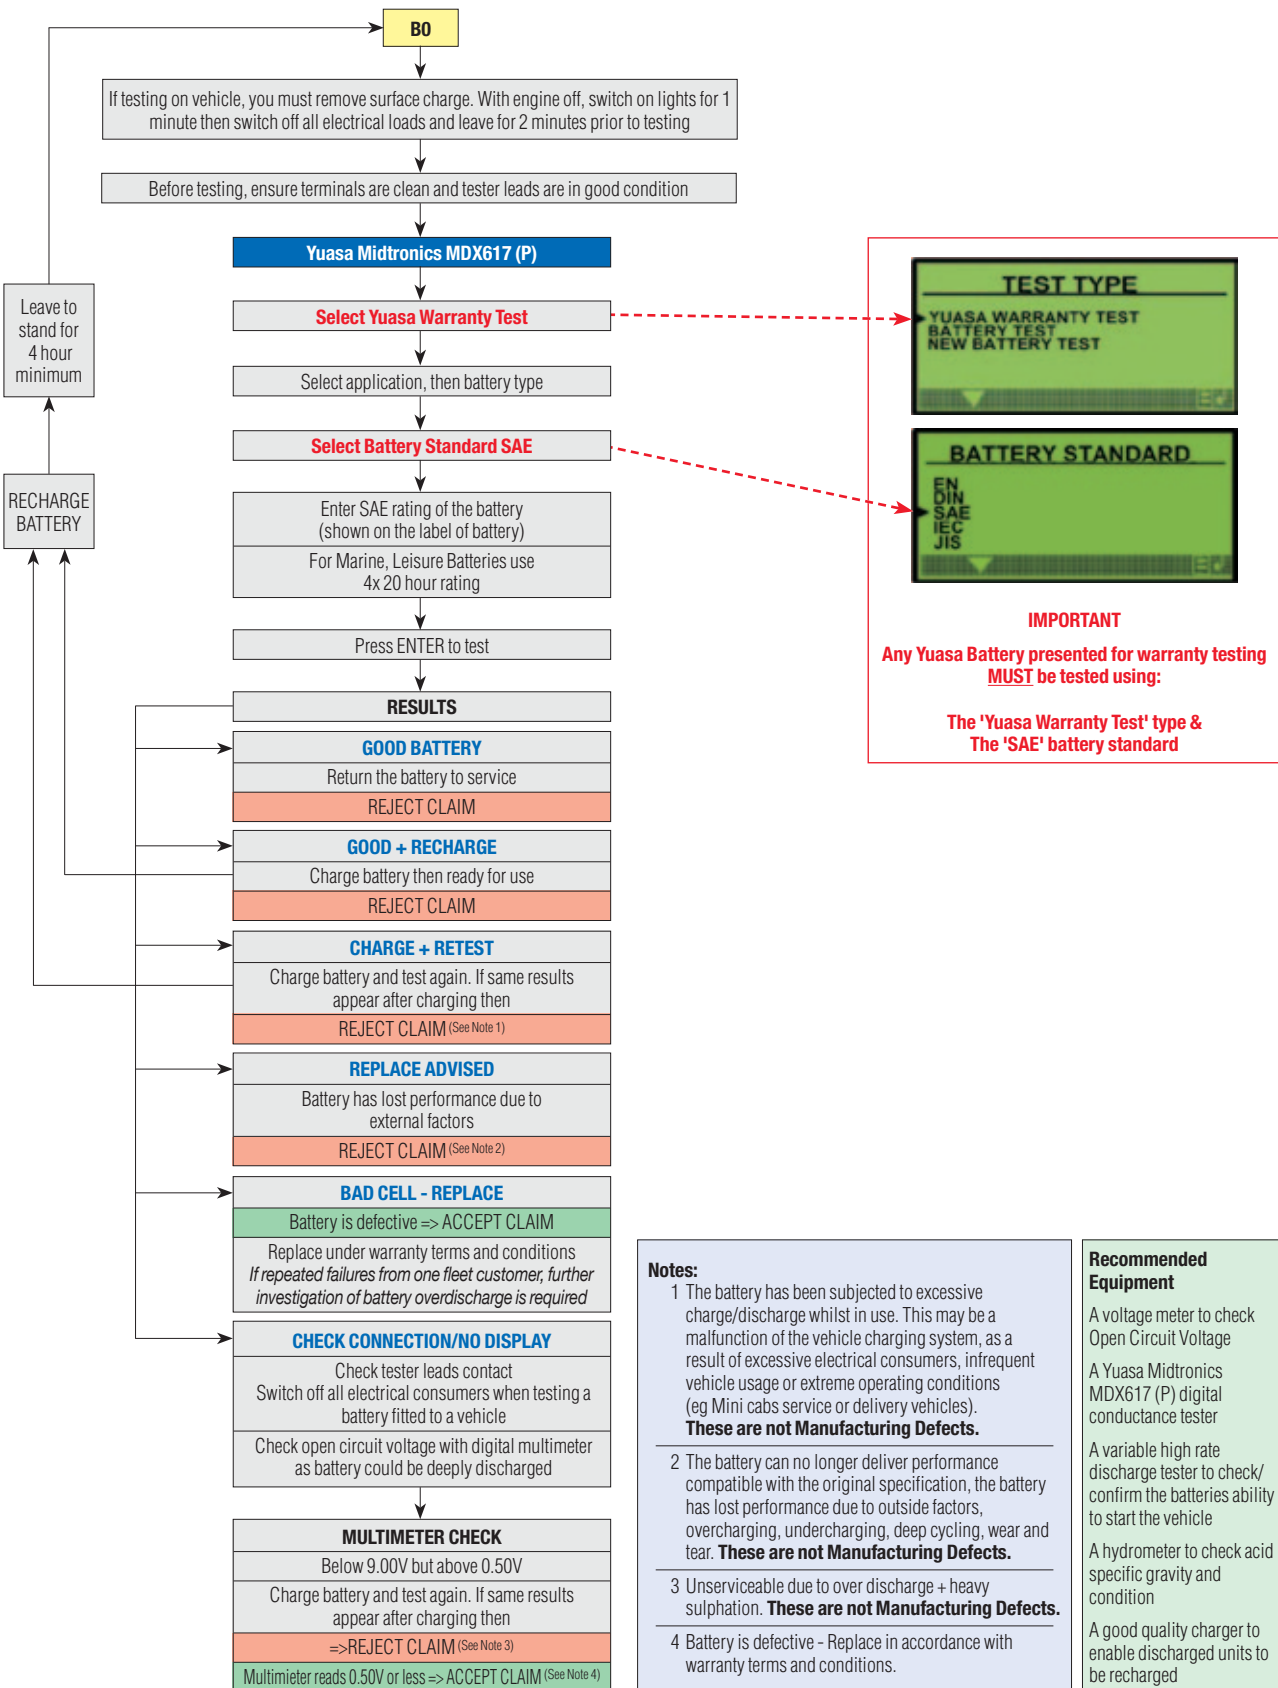 B0
If testing on vehicle, you must remove surface charge. With engine off, switch on lights for 1
minute then switch off all electrical loads and leave for 2 minutes prior to testing
Before testing, ensure terminals are clean and tester leads are in good condition
Yuasa Midtronics MDX617 (P)
Select Yuasa Warranty Test
Select application, then battery type
Select Battery Standard SAE
Enter SAE rating of the battery
(shown on the label of battery)
For Marine, Leisure Batteries use
4x 20 hour rating
Press ENTER to test
RESULTS
GOOD BATTERY
Return the battery to service
REJECT CLAIM
GOOD + RECHARGE
Charge battery then ready for use
REJECT CLAIM
CHARGE + RETEST
Charge battery and test again. If same results
appear after charging then
REJECT CLAIM (See Note 1)
REPLACE ADVISED
Battery has lost performance due to
external factors
REJECT CLAIM (See Note 2)
BAD CELL - REPLACE
Battery is defective => ACCEPT CLAIM
Replace under warranty terms and conditions
If repeated failures from one fleet customer, further
investigation of battery overdischarge is required
CHECK CONNECTION/NO DISPLAY
Check tester leads contact
Switch off all electrical consumers when testing a
battery fitted to a vehicle
Check open circuit voltage with digital multimeter
as battery could be deeply discharged
MULTIMETER CHECK
Below 9.00V but above 0.50V
Charge battery and test again. If same results
appear after charging then
=>REJECT CLAIM (See Note 3)
Multimieter reads 0.50V or less => ACCEPT CLAIM (See Note 4)
Leave to
stand for
4 hour
minimum
RECHARGE
BATTERY
TEST TYPE
YUASA WARRANTY TEST
BATTERY TEST
NEW BATTERY TEST
BATTERY STANDARD
EN
DIN
SAE
IEC
JIS
IMPORTANT
Any Yuasa Battery presented for warranty testing
MUST be tested using:
The 'Yuasa Warranty Test' type &
The 'SAE' battery standard
Notes:
1 The battery has been subjected to excessive
charge/discharge whilst in use. This may be a
malfunction of the vehicle charging system, as a
result of excessive electrical consumers, infrequent
vehicle usage or extreme operating conditions
(eg Mini cabs service or delivery vehicles).
These are not Manufacturing Defects.
2 The battery can no longer deliver performance
compatible with the original specification, the battery
has lost performance due to outside factors,
overcharging, undercharging, deep cycling, wear and
tear. These are not Manufacturing Defects.
3 Unserviceable due to over discharge + heavy
sulphation. These are not Manufacturing Defects.
4 Battery is defective - Replace in accordance with
warranty terms and conditions.
Recommended
Equipment
A voltage meter to check
Open Circuit Voltage
A Yuasa Midtronics
MDX617 (P) digital
conductance tester
A variable high rate
discharge tester to check/
confirm the batteries ability
to start the vehicle
A hydrometer to check acid
specific gravity and
condition
A good quality charger to
enable discharged units to
be recharged